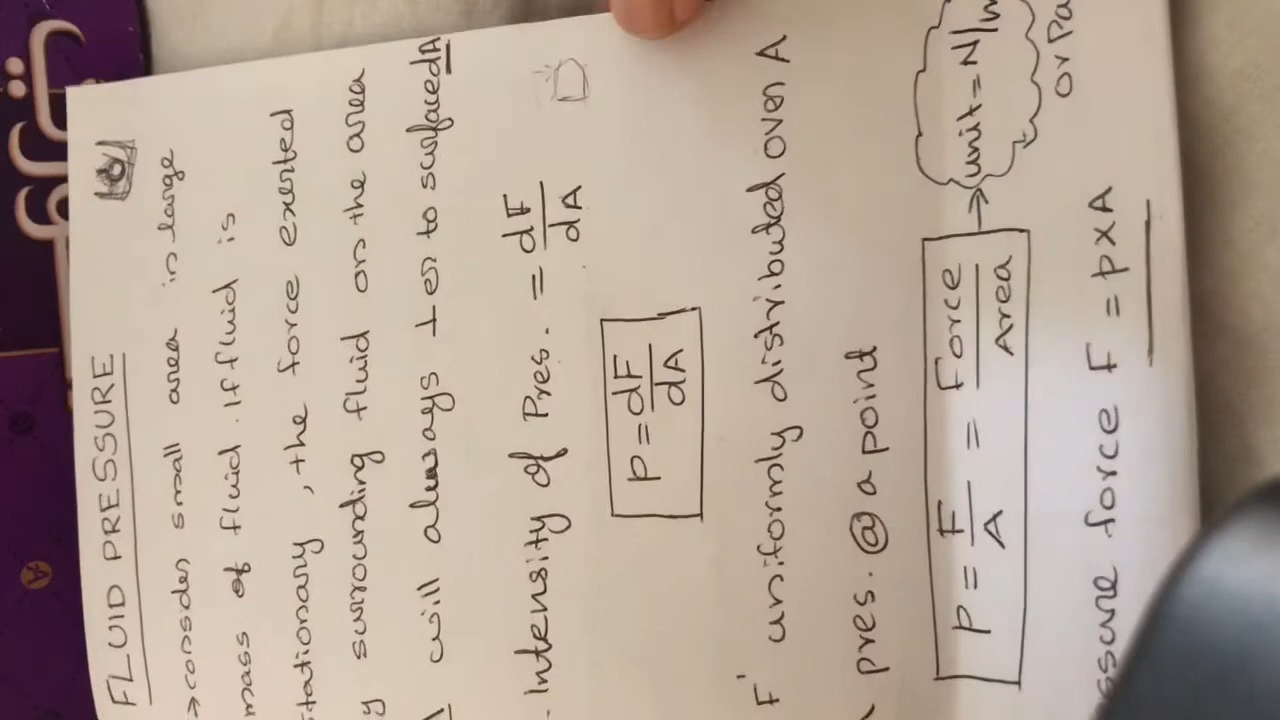 FLUID PRESSURE
→ consider small area in large
mass of fluid. If fluid is
stationary, the force exerted
y surrounding fluid on the area
A will always ⊥er to surface dA
. Intensity of Pres. = dF/dA
P = dF/dA
F' uniformly distributed over A
pres. @ a point
P = F/A = Force/Area → unit = N/m
or Pa
ssure force F = P×A